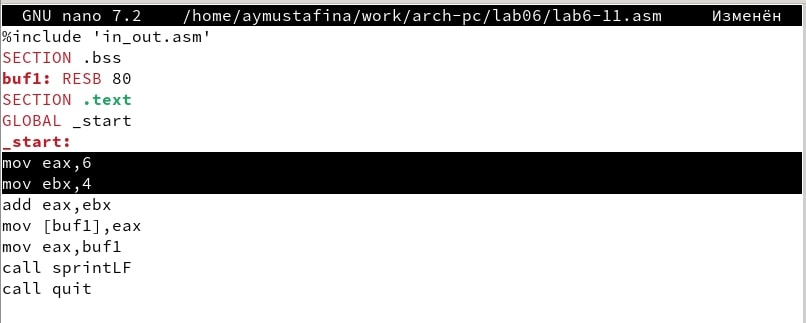 GNU nano 7.2 /home/aymustafina/work/arch-pc/lab06/lab6-11.asm Изменён
%include 'in_out.asm'
SECTION .bss
buf1: RESB 80
SECTION .text
GLOBAL _start
_start:
mov eax,6
mov ebx,4
add eax,ebx
mov [buf1],eax
mov eax,buf1
call sprintLF
call quit